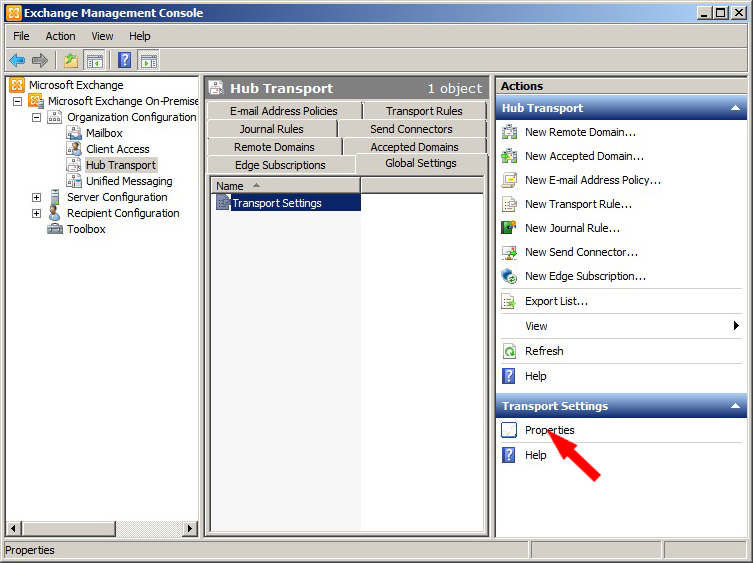 Exchange Management Console
File Action View Help
Microsoft Exchange
Microsoft Exchange On-Premise
Organization Configuration
Mailbox
Client Access
Hub Transport
Unified Messaging
Server Configuration
Recipient Configuration
Toolbox
Hub Transport 1 object
E-mail Address Policies Transport Rules
Journal Rules Send Connectors
Remote Domains Accepted Domains
Edge Subscriptions Global Settings
Name
Transport Settings
Actions
Hub Transport
New Remote Domain...
New Accepted Domain...
New E-mail Address Policy...
New Transport Rule...
New Journal Rule...
New Send Connector...
New Edge Subscription...
Export List...
View
Refresh
Help
Transport Settings
Properties
Help
Properties